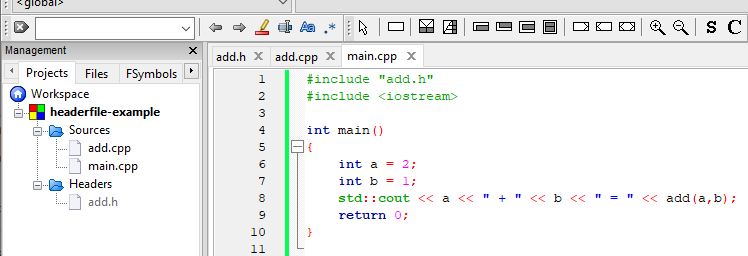 <global>
Aa .*
S C
Management
Projects Files FSymbols
Workspace
headerfile-example
Sources
add.cpp
main.cpp
Headers
add.h
add.h add.cpp main.cpp
1 #include "add.h"
2 #include <iostream>
3
4 int main()
5 {
6 int a = 2;
7 int b = 1;
8 std::cout << a << " + " << b << " = " << add(a,b);
9 return 0;
10 }
11